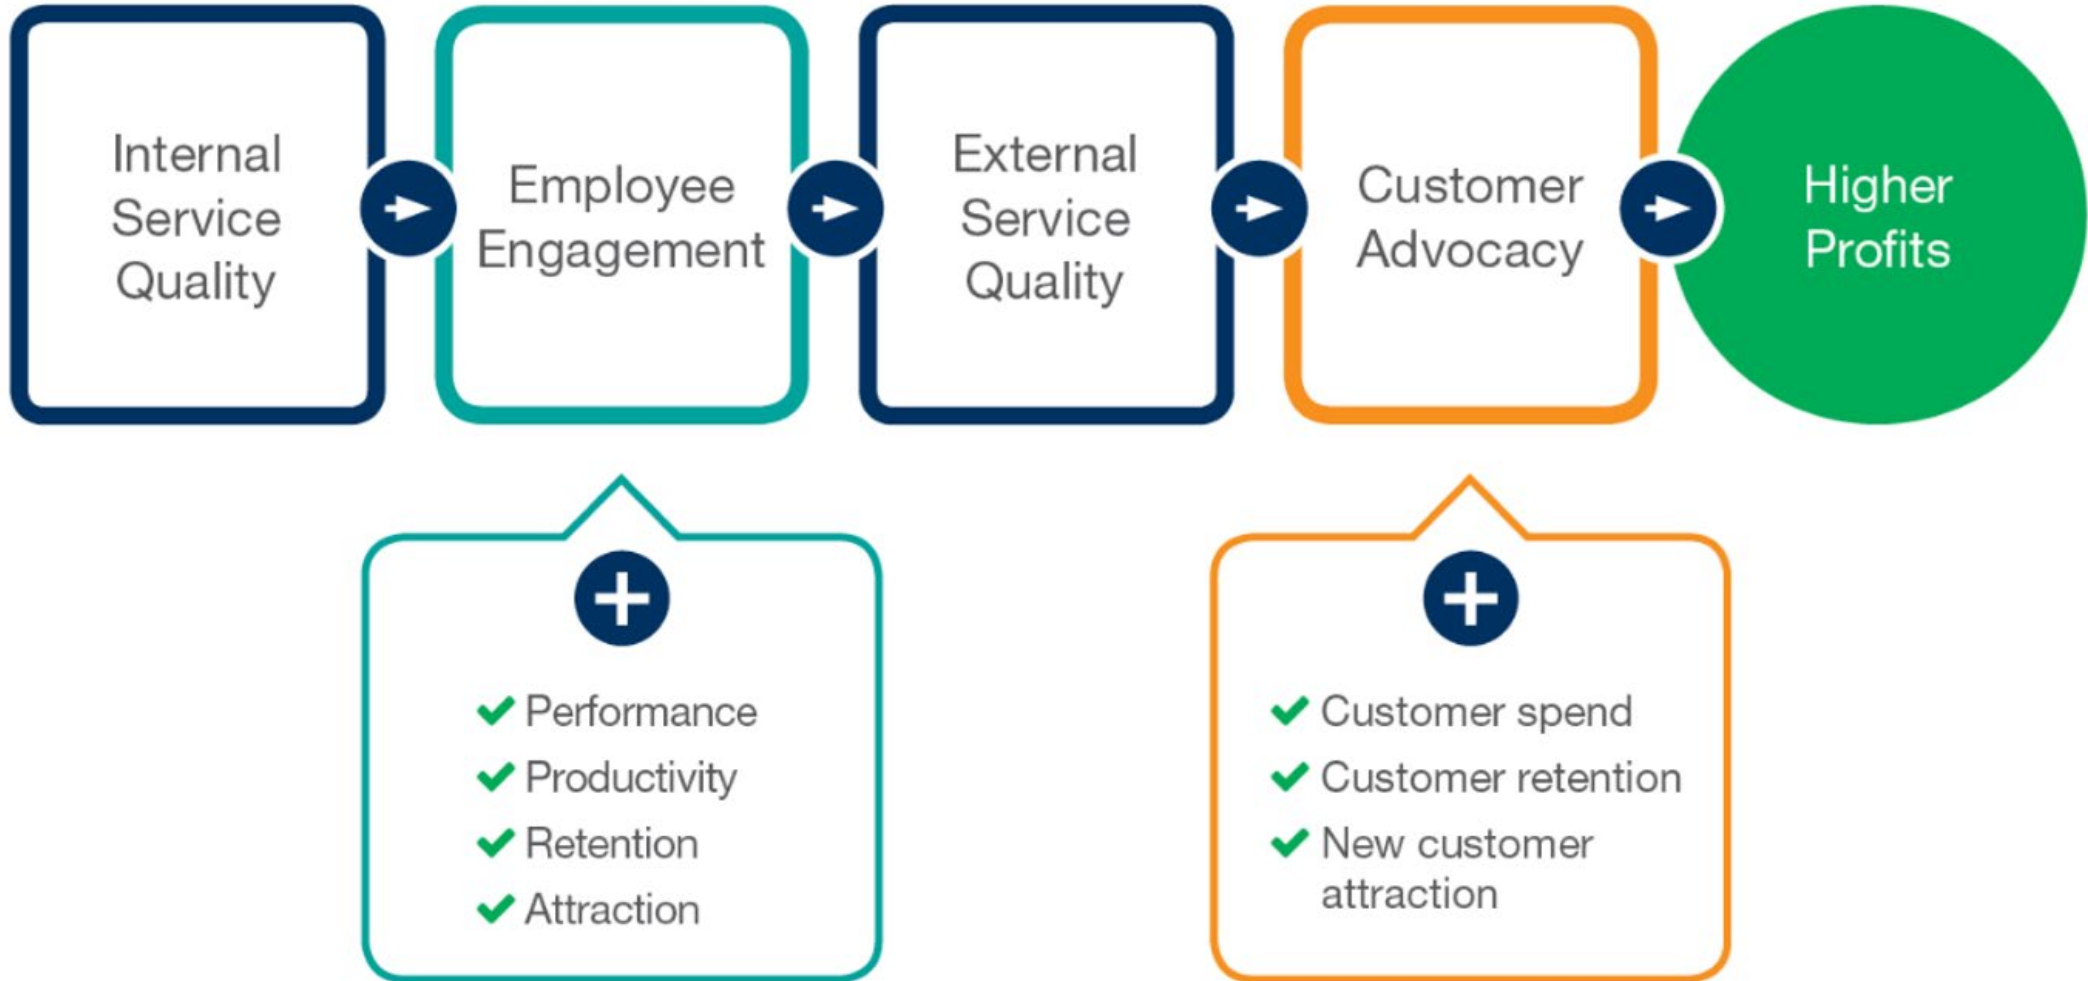 Internal
Service
Quality
Employee
Engagement
External
Service
Quality
Customer
Advocacy
Higher
Profits
Performance
Productivity
Retention
Attraction
Customer spend
Customer retention
New customer
attraction